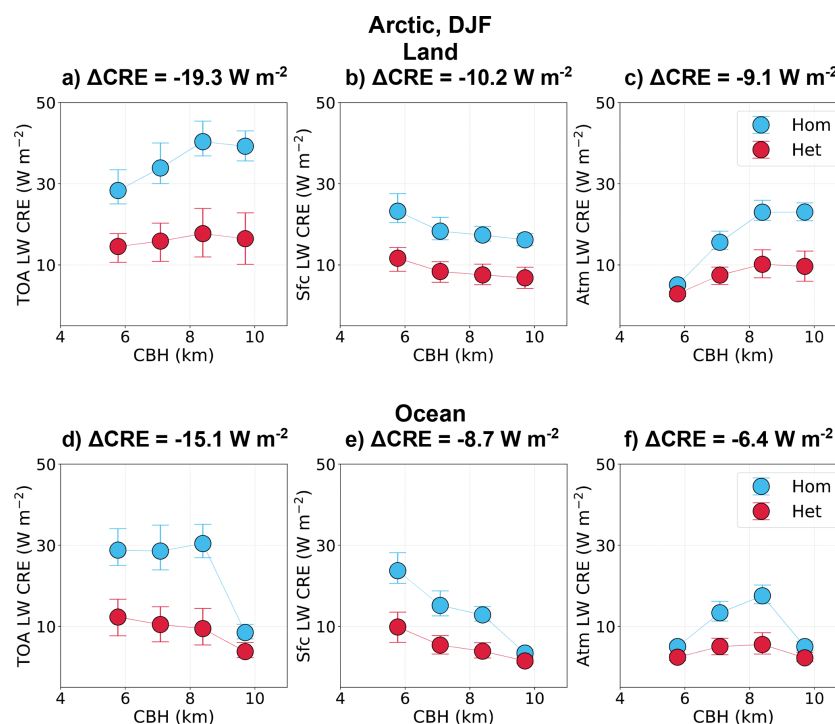 Arctic, DJF
Land
a) ΔCRE = -19.3 W m-2
b) ΔCRE = -10.2 W m-2
c) ΔCRE = -9.1 W m-2
TOA LW CRE (W m−2)
50
30
10
4 6 8 10
CBH (km)
Sfc LW CRE (W m−2)
50
30
10
4 6 8 10
CBH (km)
Atm LW CRE (W m−2)
50
30
10
4 6 8 10
CBH (km)
Hom
Het
Ocean
d) ΔCRE = -15.1 W m-2
e) ΔCRE = -8.7 W m-2
f) ΔCRE = -6.4 W m-2
TOA LW CRE (W m−2)
50
30
10
4 6 8 10
CBH (km)
Sfc LW CRE (W m−2)
50
30
10
4 6 8 10
CBH (km)
Atm LW CRE (W m−2)
50
30
10
4 6 8 10
CBH (km)
Hom
Het